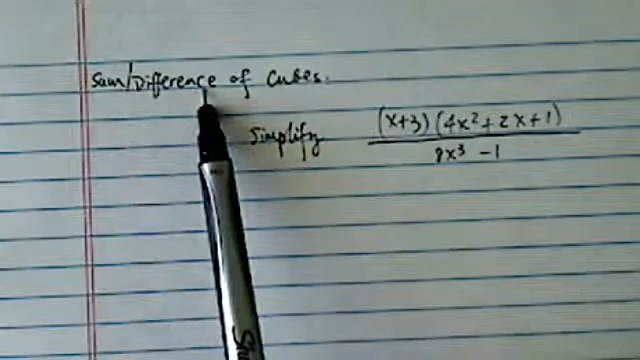 Sum/Difference of Cubes.
Simplify (x+3)(4x²+2x+1)
8x³ -1